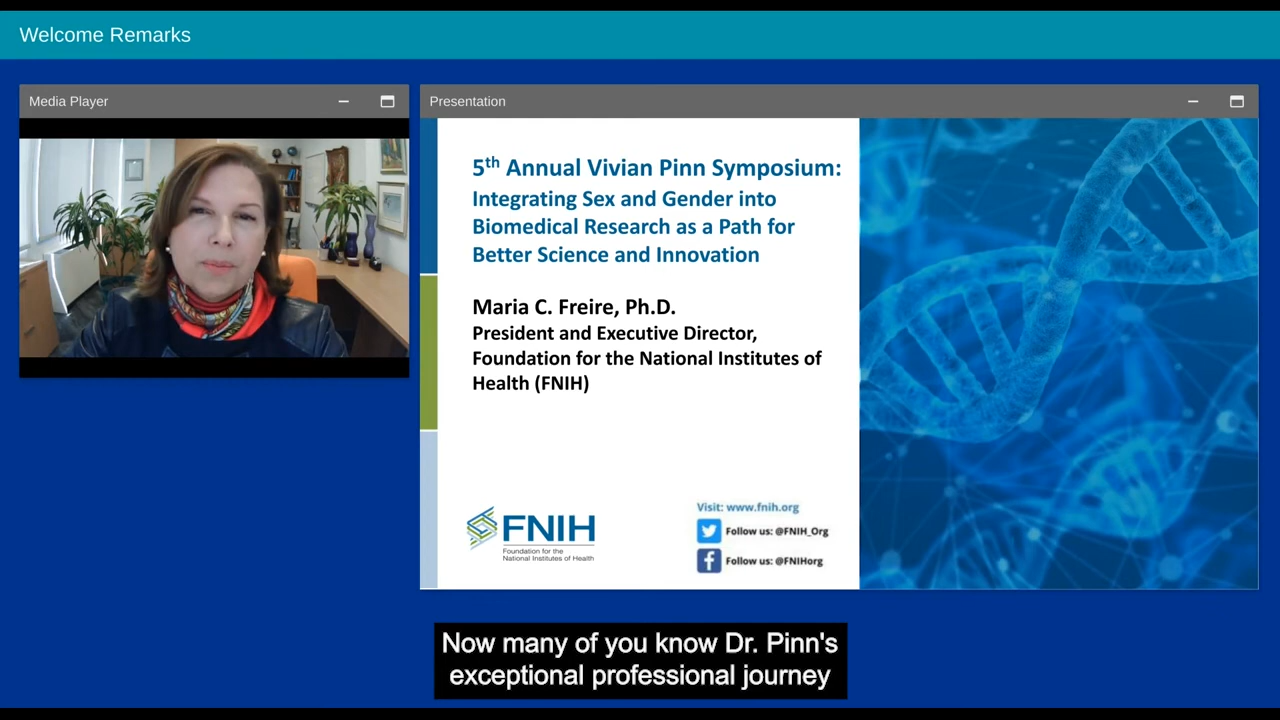 Welcome Remarks
Media Player
Presentation
5th Annual Vivian Pinn Symposium:
Integrating Sex and Gender into
Biomedical Research as a Path for
Better Science and Innovation
Maria C. Freire, Ph.D.
President and Executive Director,
Foundation for the National Institutes of
Health (FNIH)
FNIH
Foundation for the
National Institutes of Health
Visit: www.fnih.org
Follow us: @FNIH_Org
Follow us: @FNIHorg
Now many of you know Dr. Pinn's
exceptional professional journey